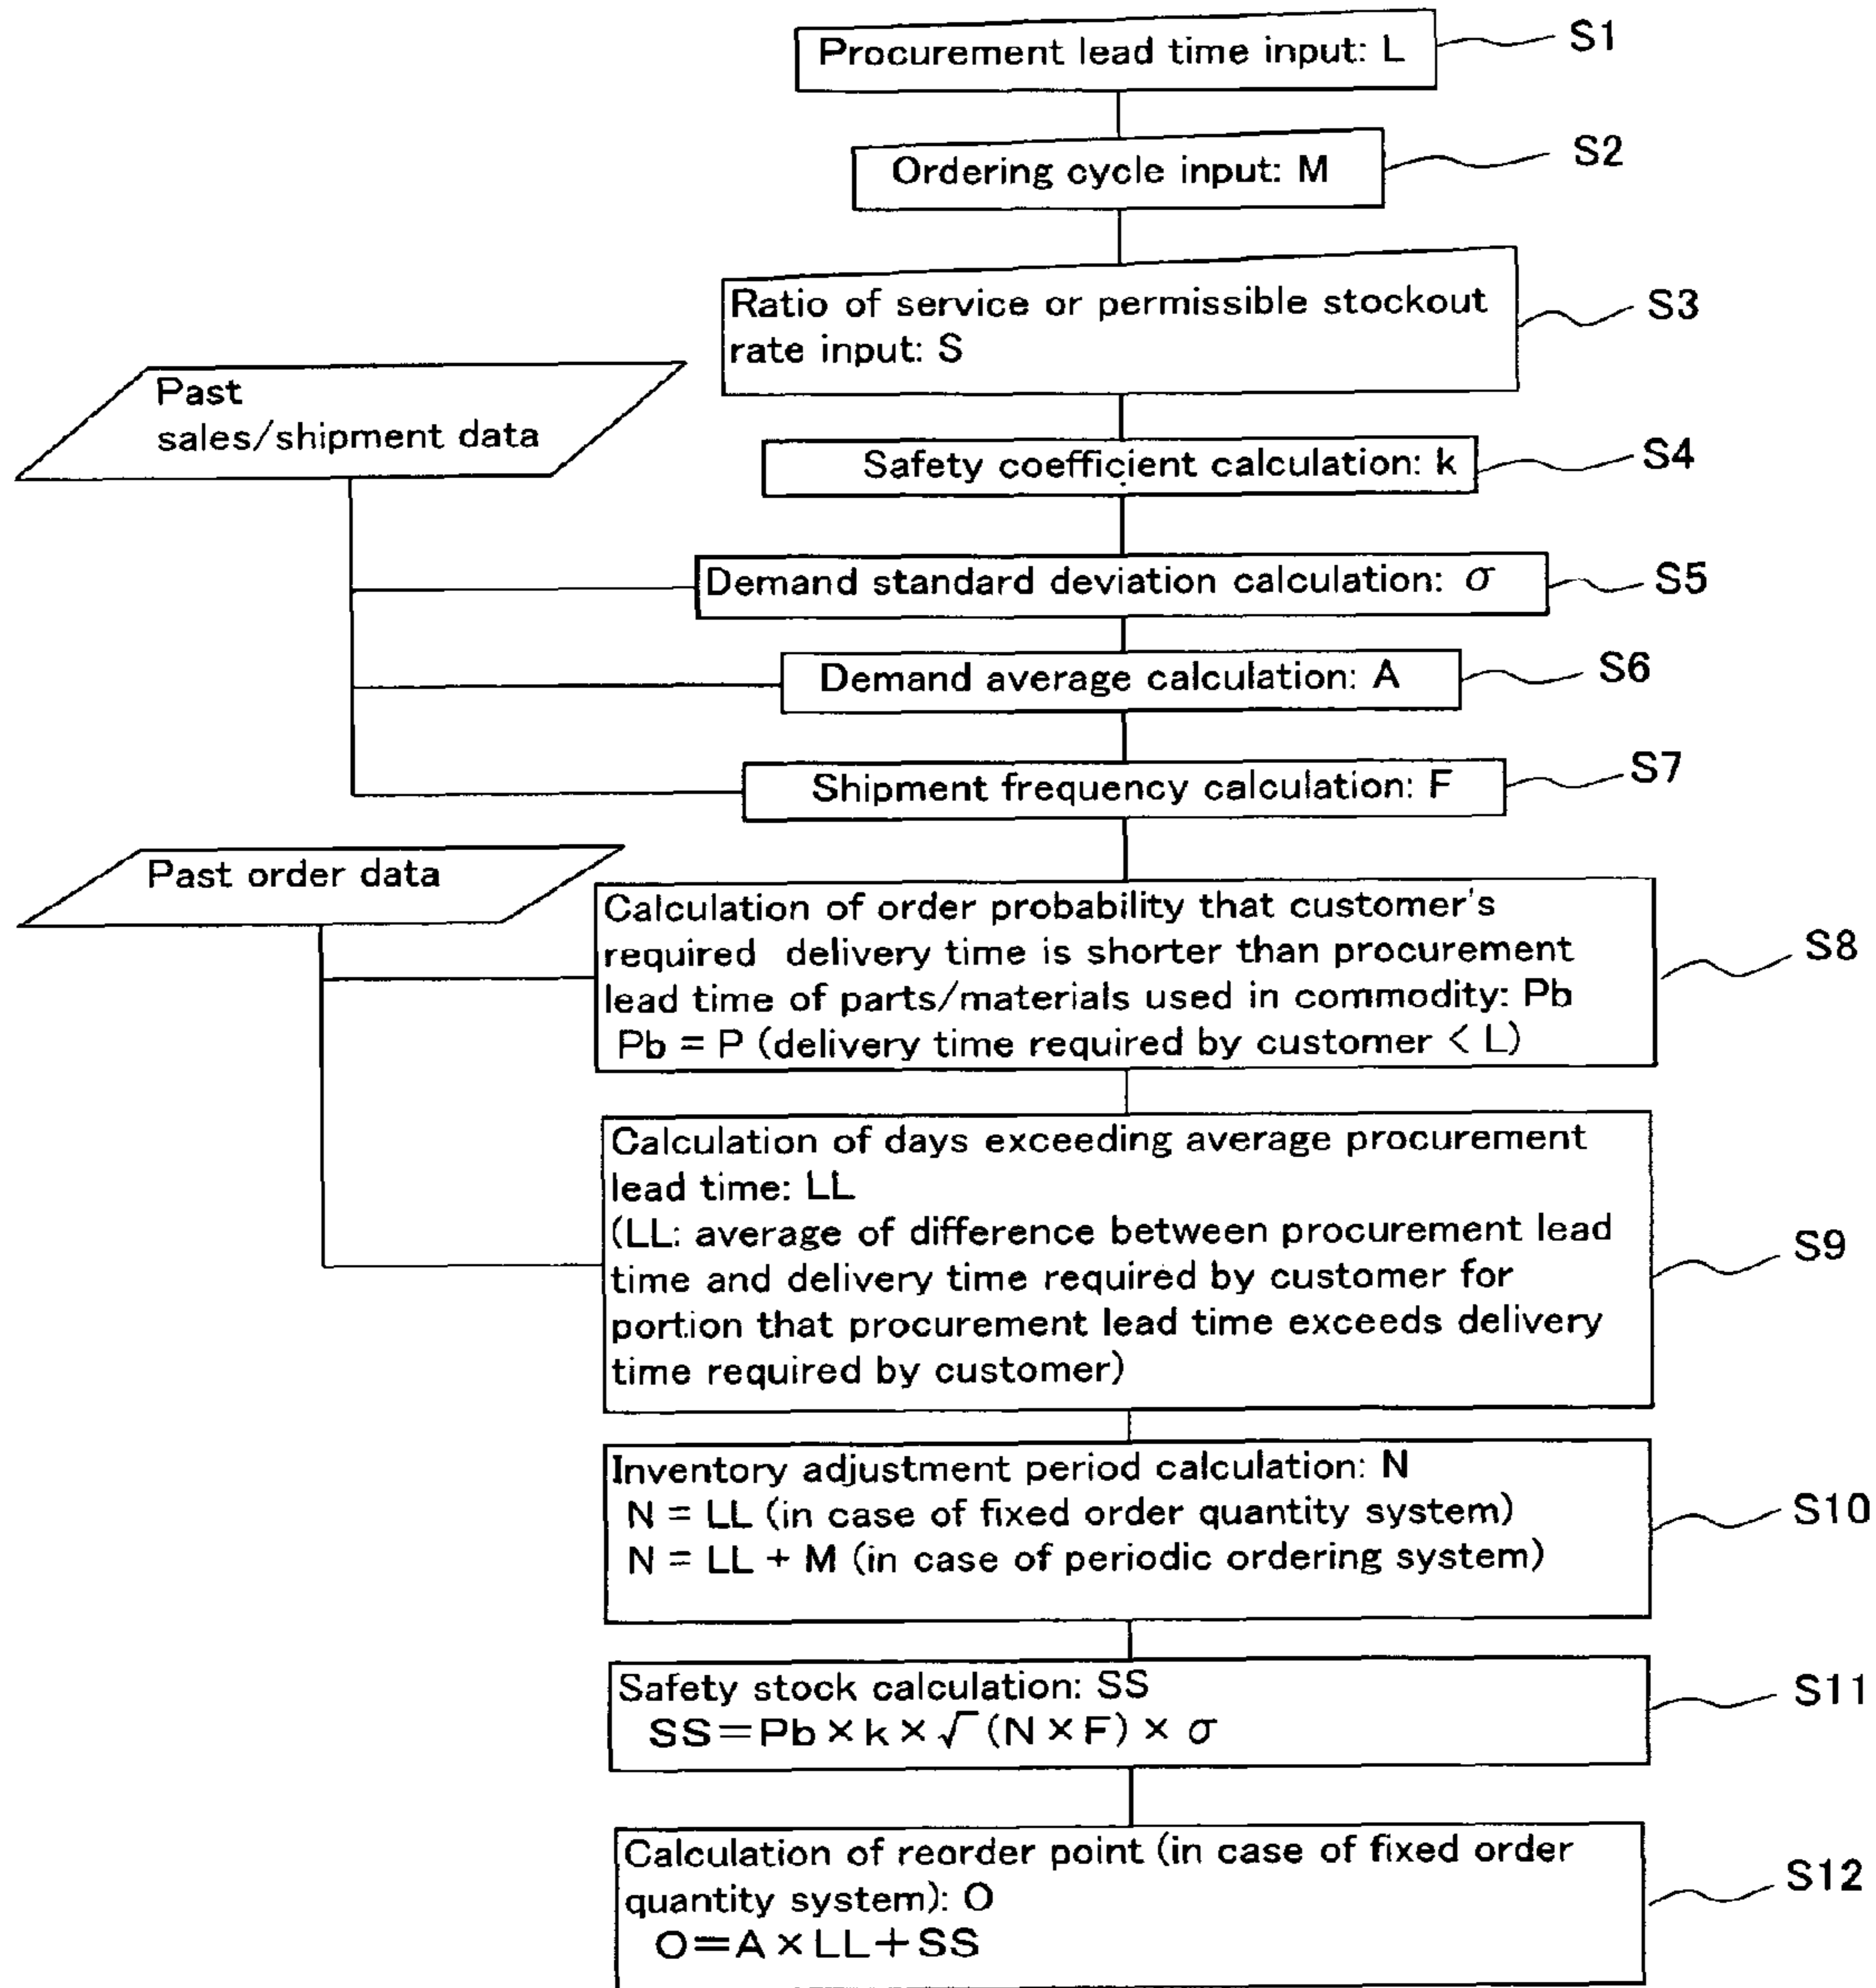 Procurement lead time input: L
S1
Ordering cycle input: M
S2
Ratio of service or permissible stockout
rate input: S
S3
Past
sales/shipment data
Safety coefficient calculation: k
S4
Demand standard deviation calculation: σ
S5
Demand average calculation: A
S6
Shipment frequency calculation: F
S7
Past order data
Calculation of order probability that customer's
required delivery time is shorter than procurement
lead time of parts/materials used in commodity: Pb
Pb = P (delivery time required by customer < L)
S8
Calculation of days exceeding average procurement
lead time: LL
(LL: average of difference between procurement lead
time and delivery time required by customer for
portion that procurement lead time exceeds delivery
time required by customer)
S9
Inventory adjustment period calculation: N
N = LL (in case of fixed order quantity system)
N = LL + M (in case of periodic ordering system)
S10
Safety stock calculation: SS
SS=Pb×k×√(N×F)×σ
S11
Calculation of reorder point (in case of fixed order
quantity system): O
O=A×LL+SS
S12